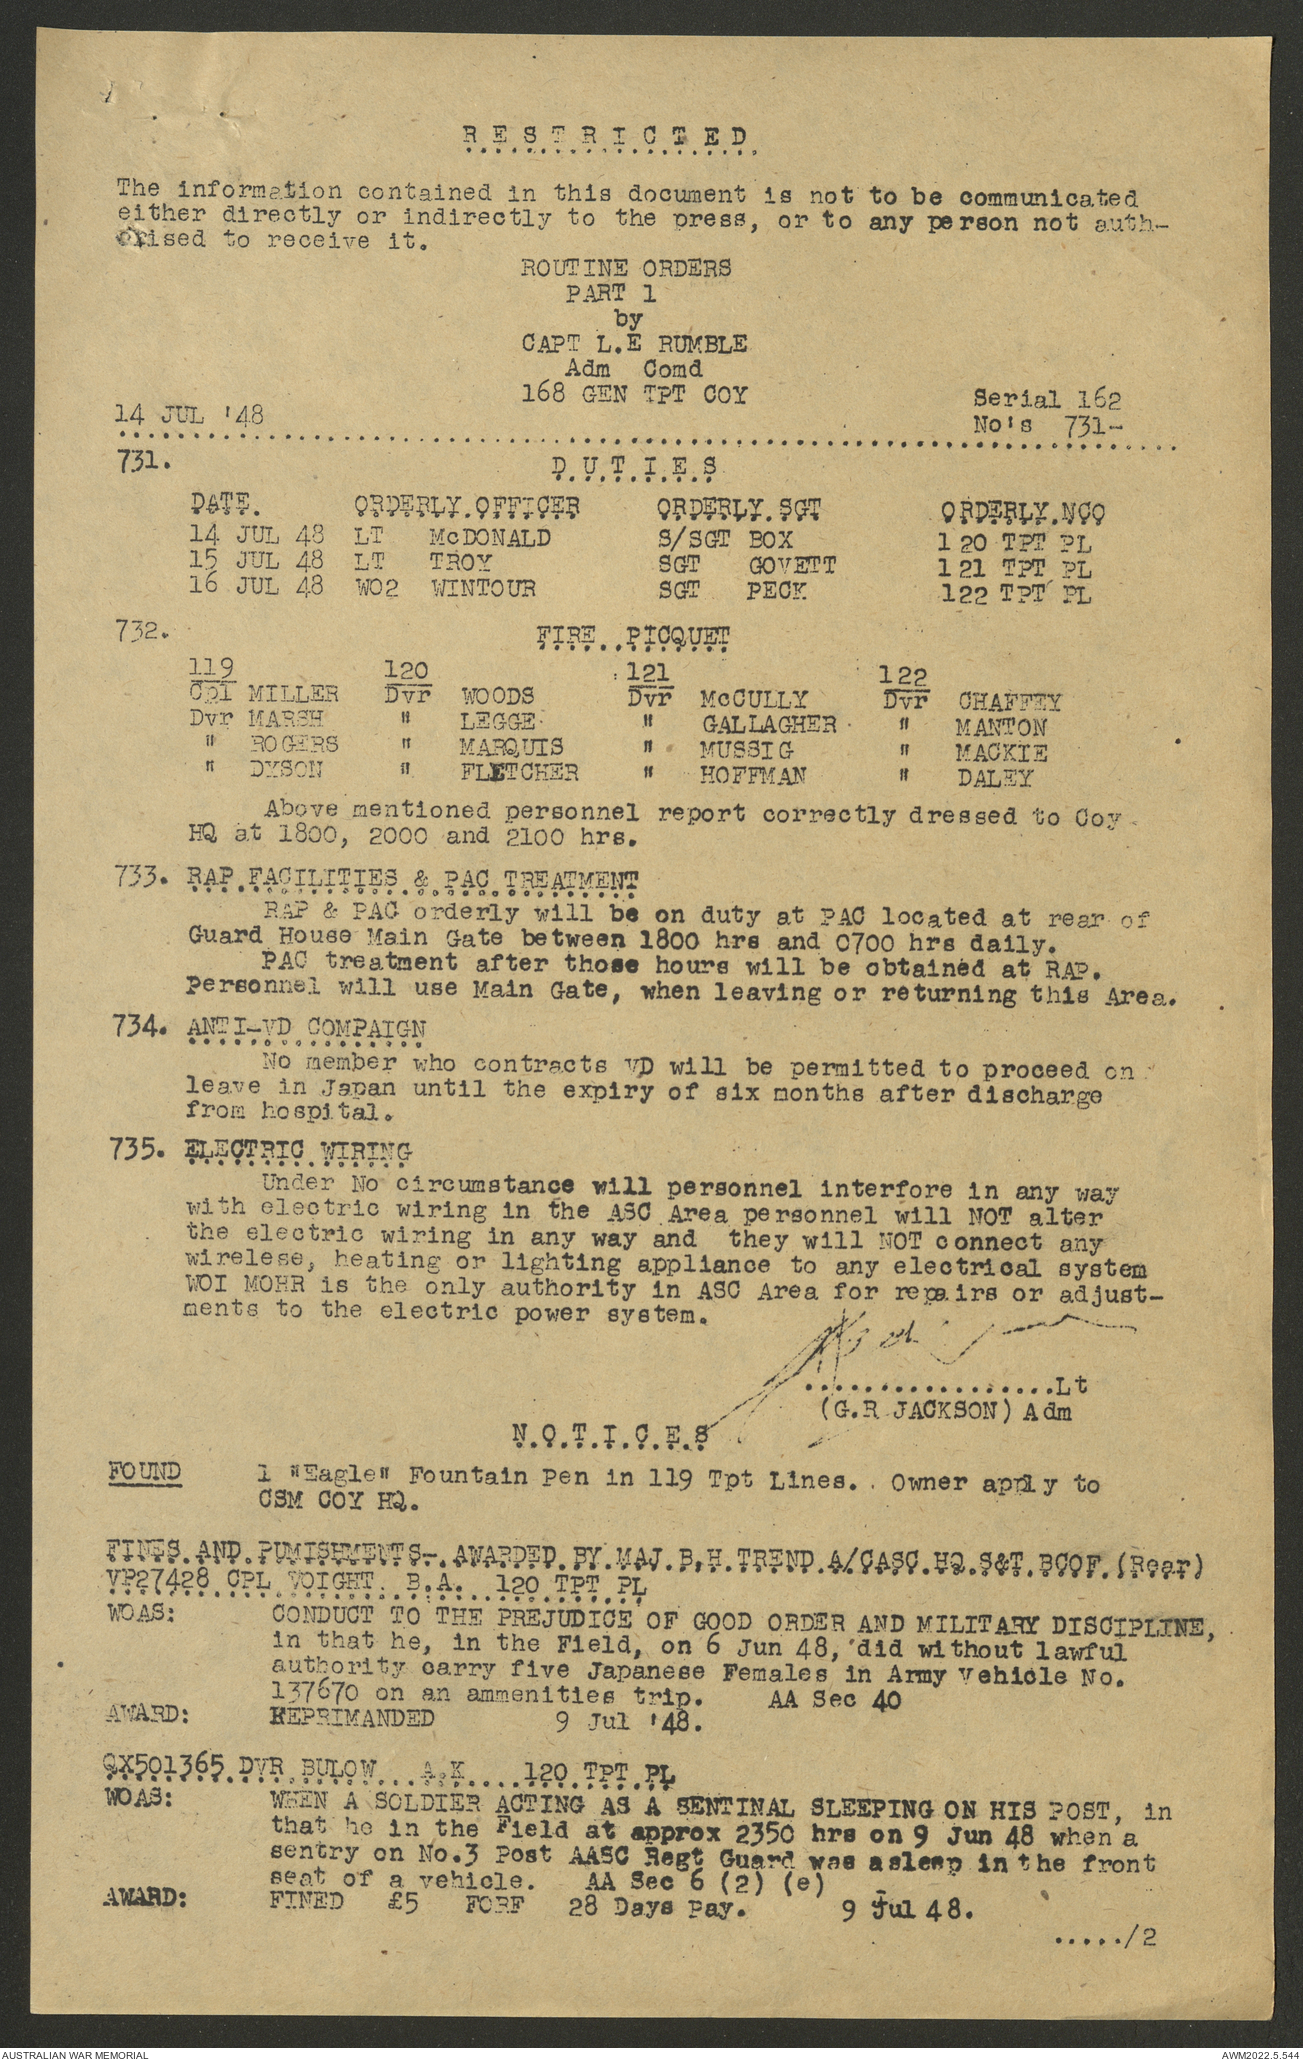 RESTRICTED
The information contained in this document is not to be communicated
either directly or indirectly to the press, or to any person not auth-
orised to receive it.
ROUTINE ORDERS
PART 1
by
CAPT L.E RUMBLE
Adm Comd
168 GEN TPT COY
Serial 162
14 JUL '48
No's 731-
731. DUTIES
DATE. ORDERLY OFFICER ORDERLY SGT ORDERLY NCO
14 JUL 48 LT McDONALD S/SGT BOX 120 TPT PL
15 JUL 48 LT TROY SGT GOVETT 121 TPT PL
16 JUL 48 WO2 WINTOUR SGT PECK 122 TPT PL
732. FIRE PICQUET
119 120 121 122
Cpl MILLER Dvr WOODS Dvr McCULLY Dvr CHAFFEY
Dvr MARSH " LEGGE " GALLAGHER " MANTON
" ROGERS " MARQUIS " MUSSIG " MACKIE
" DYSON " FLETCHER " HOFFMAN " DALEY
Above mentioned personnel report correctly dressed to Coy
HQ at 1800, 2000 and 2100 hrs.
733. RAP FACILITIES & PAC TREATMENT
RAP & PAC orderly will be on duty at PAC located at rear of
Guard House Main Gate between 1800 hrs and 0700 hrs daily.
PAC treatment after those hours will be obtained at RAP.
Personnel will use Main Gate, when leaving or returning this Area.
734. ANTI-VD COMPAIGN
No member who contracts VD will be permitted to proceed on
leave in Japan until the expiry of six months after discharge
from hospital.
735. ELECTRIC WIRING
Under No circumstance will personnel interfore in any way
with electric wiring in the ASC Area personnel will NOT alter
the electric wiring in any way and they will NOT connect any
wirelese, heating or lighting appliance to any electrical system
WOI MOHR is the only authority in ASC Area for repairs or adjust-
ments to the electric power system.
..................Lt
(G.R JACKSON) Adm
NOTICES
FOUND 1 "Eagle" Fountain Pen in 119 Tpt Lines.. Owner apply to
CSM COY HQ.
FINES AND PUMISHMENTS-. AWARDED BY MAJ B.H. TREND A/CASC HQ S&T BCOF (Rear)
VP27428 CPL VOIGHT B.A. 120 TPT PL
WOAS: CONDUCT TO THE PREJUDICE OF GOOD ORDER AND MILITARY DISCIPLINE,
in that he, in the Field, on 6 Jun 48, did without lawful
authority carry five Japanese Females in Army Vehicle No.
137670 on an ammenities trip. AA Sec 40
AWARD: REPRIMANDED 9 Jul '48.
QX501365 DVR BULOW A.K 120 TPT PL
WOAS: WHEN A SOLDIER ACTING AS A SENTINAL SLEEPING ON HIS POST, in
that he in the Field at approx 2350 hrs on 9 Jun 48 when a
sentry on No.3 Post AASC Regt Guard was asleep in the front
seat of a vehicle. AA Sec 6 (2) (e)
AWARD: FINED £5 FORF 28 Days Pay. 9 Jul 48.
...../2
AUSTRALIAN WAR MEMORIAL
AWM2022.5.544